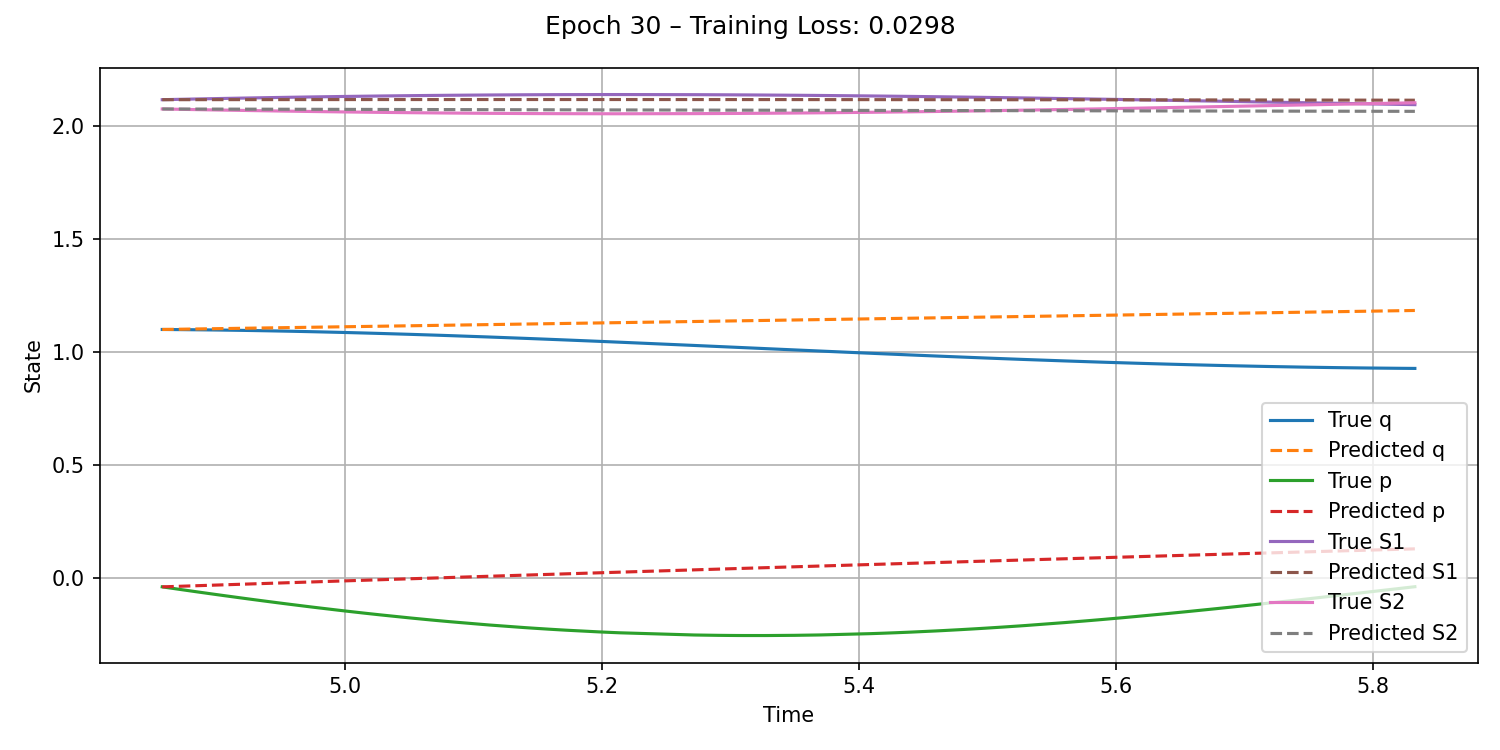 Epoch 30 – Training Loss: 0.0298
2.0
1.5
1.0
0.5
0.0
State
5.0 5.2 5.4 5.6 5.8
Time
True q
Predicted q
True p
Predicted p
True S1
Predicted S1
True S2
Predicted S2